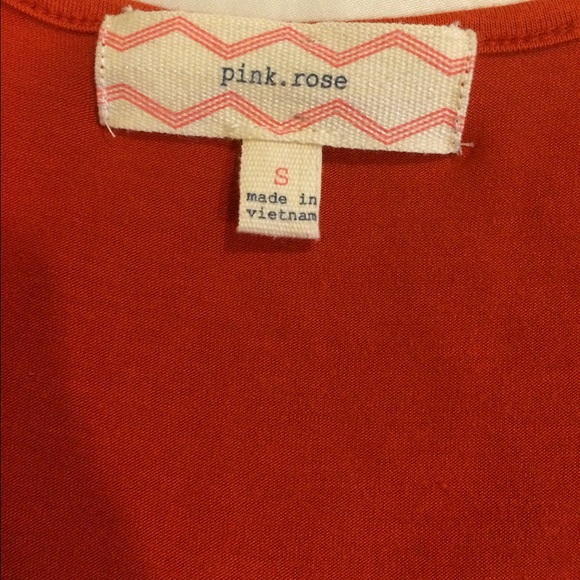 pink.rose
S
made in
vietnam